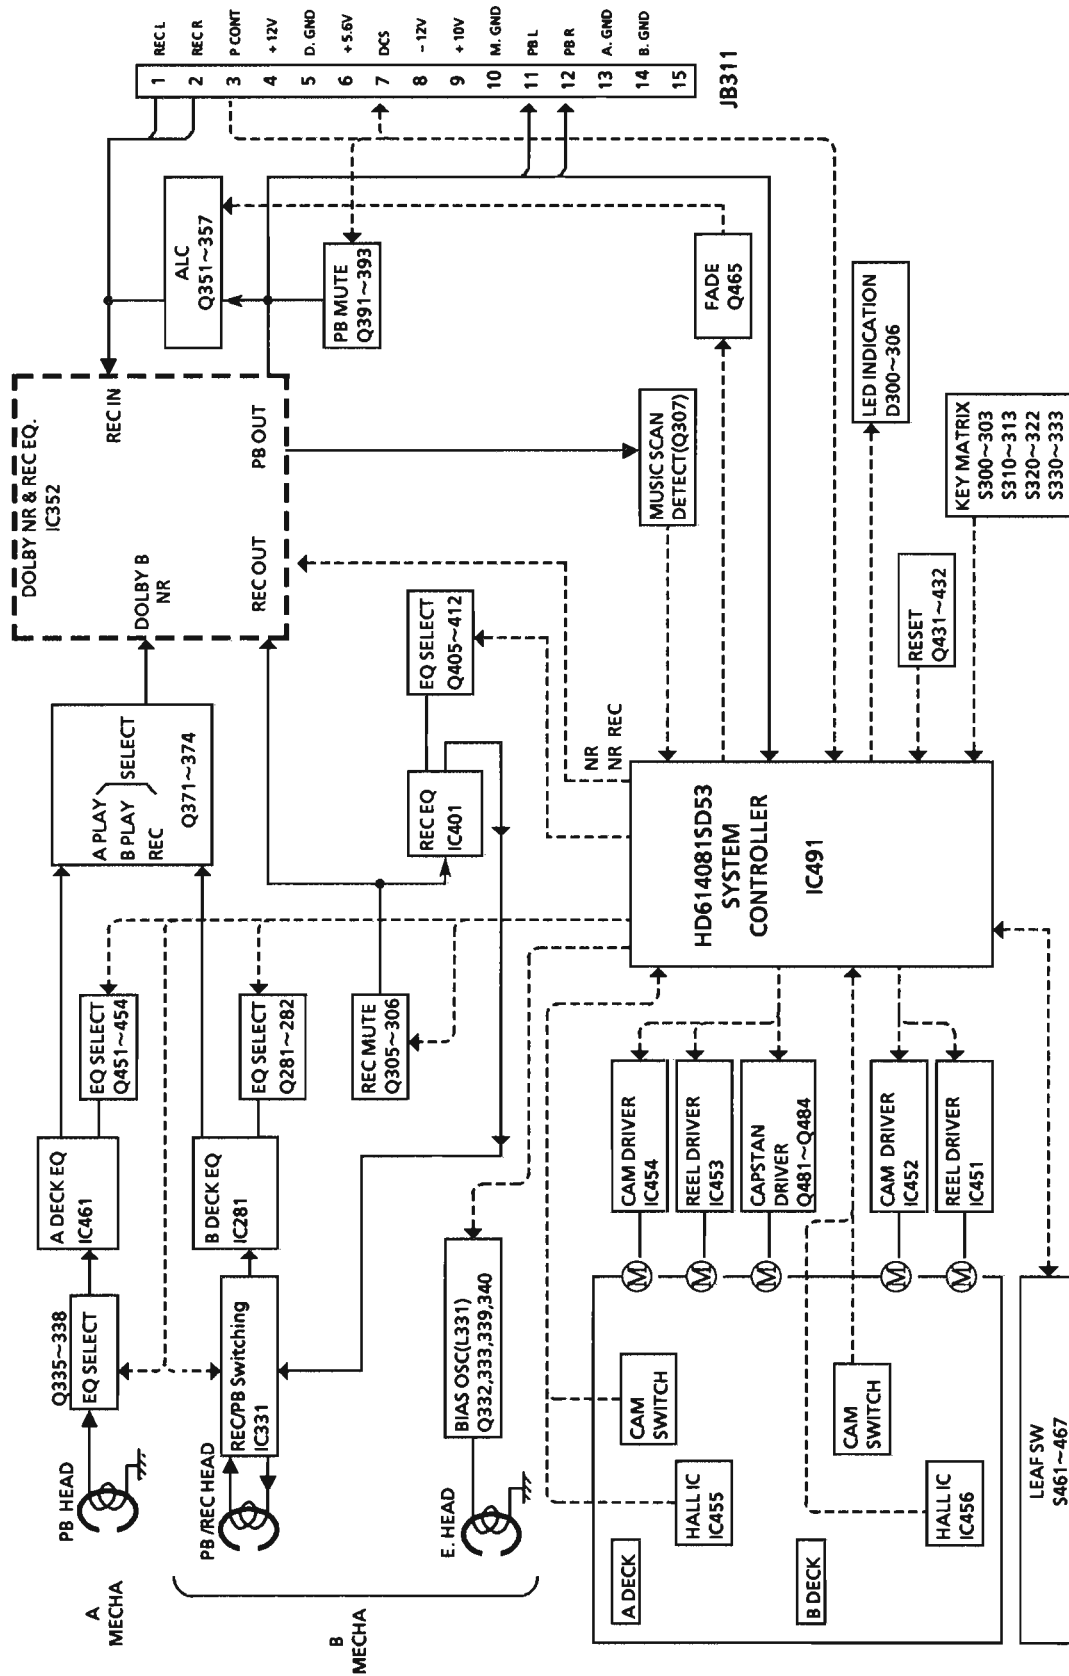 A
MECHA
PB HEAD
Q335~338
EQ SELECT
A DECK EQ
IC461
EQ SELECT
Q451~454
A PLAY
B PLAY
REC
SELECT
Q371~374
DOLBY NR & REC EQ.
IC352
DOLBY B
NR
REC IN
REC OUT
PB OUT
B
MECHA
PB/REC HEAD
REC/PB Switching
IC331
B DECK EQ
IC281
EQ SELECT
Q281~282
REC MUTE
Q305~306
REC EQ
IC401
EQ SELECT
Q405~412
ALC
Q351~357
PB MUTE
Q391~393
1 REC L
2 REC R
3 P CONT
4 +12V
5 D. GND
6 +5.6V
7 DCS
8 -12V
9 +10V
10 M. GND
11 PB L
12 PB R
13 A. GND
14 B. GND
15
JB311
E. HEAD
BIAS OSC(L331)
Q332,333,339,340
NR
NR REC
MUSIC SCAN
DETECT(Q307)
FADE
Q465
A DECK
HALL IC
IC455
CAM
SWITCH
M
M
M
M
M
CAM DRIVER
IC454
REEL DRIVER
IC453
CAPSTAN
DRIVER
Q481~Q484
CAM DRIVER
IC452
REEL DRIVER
IC451
HD614081SD53
SYSTEM
CONTROLLER
IC491
LED INDICATION
D300~306
RESET
Q431~432
KEY MATRIX
S300~303
S310~313
S320~322
S330~333
B DECK
HALL IC
IC456
CAM
SWITCH
LEAF SW
S461~467